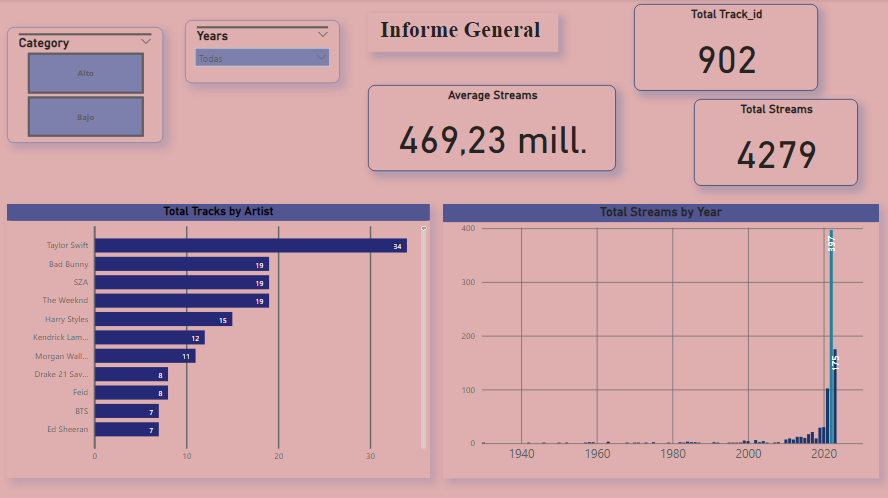 Category
Alto
Bajo
Years
Todas
Informe General
Average Streams
469,23 mill.
Total Track_id
902
Total Streams
4279
Total Tracks by Artist
Taylor Swift 34
Bad Bunny 19
SZA 19
The Weeknd 19
Harry Styles 15
Kendrick Lam... 12
Morgan Wall... 11
Drake 21 Sav... 8
Feid 8
BTS 7
Ed Sheeran 7
0 10 20 30
Total Streams by Year
400
300
200
100
0
397
175
1940 1960 1980 2000 2020